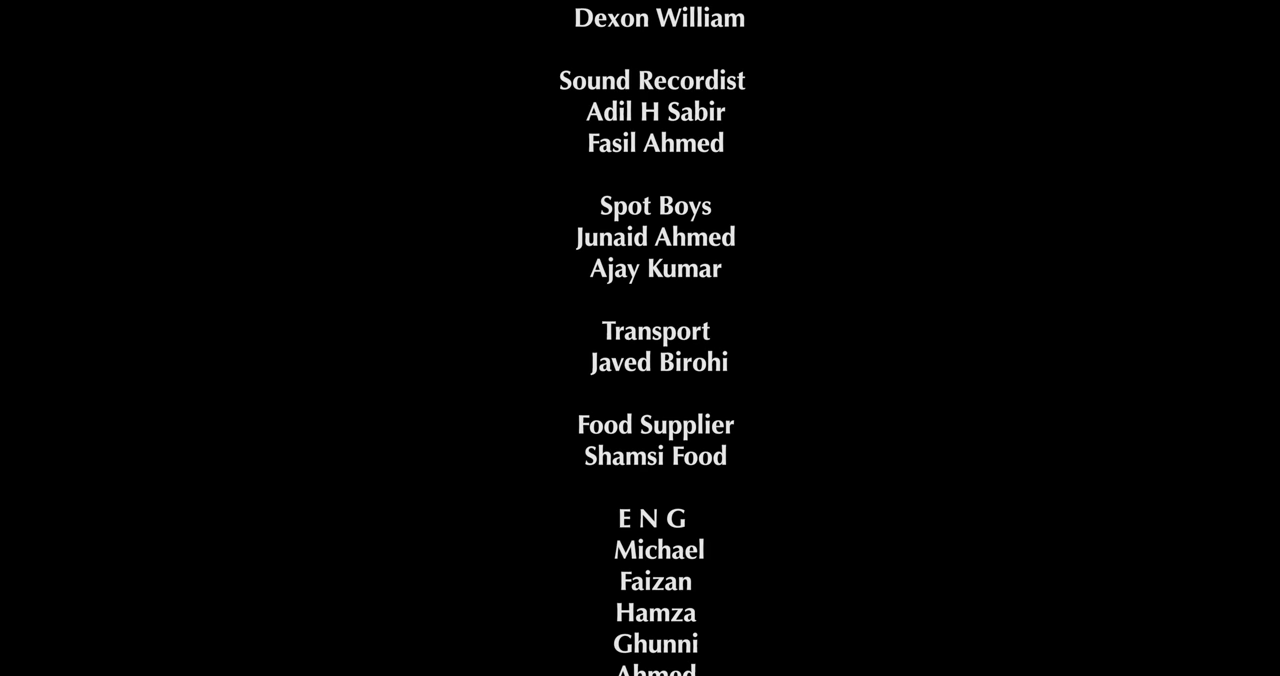 Dexon William
Sound Recordist
Adil H Sabir
Fasil Ahmed
Spot Boys
Junaid Ahmed
Ajay Kumar
Transport
Javed Birohi
Food Supplier
Shamsi Food
E N G
Michael
Faizan
Hamza
Ghunni
Ahmed